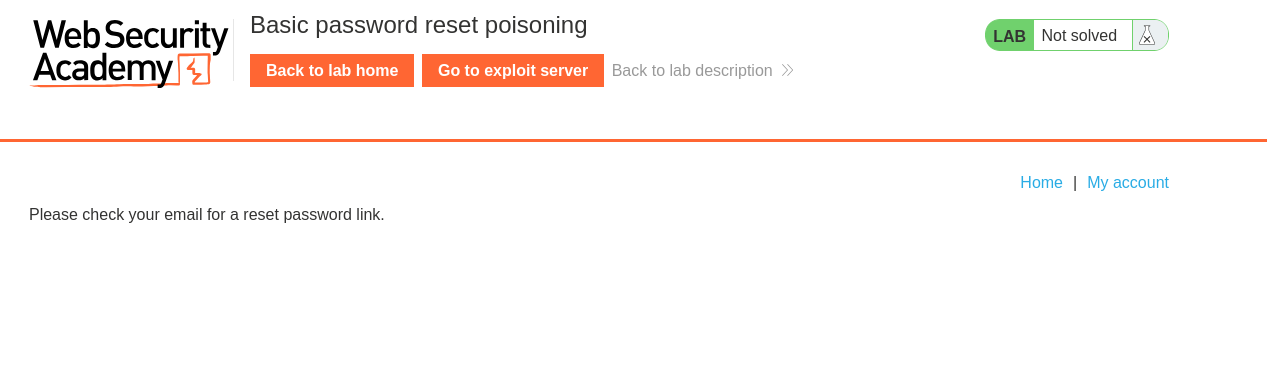 Web Security
Academy
Basic password reset poisoning
Back to lab home
Go to exploit server
Back to lab description
LAB
Not solved
Home | My account
Please check your email for a reset password link.